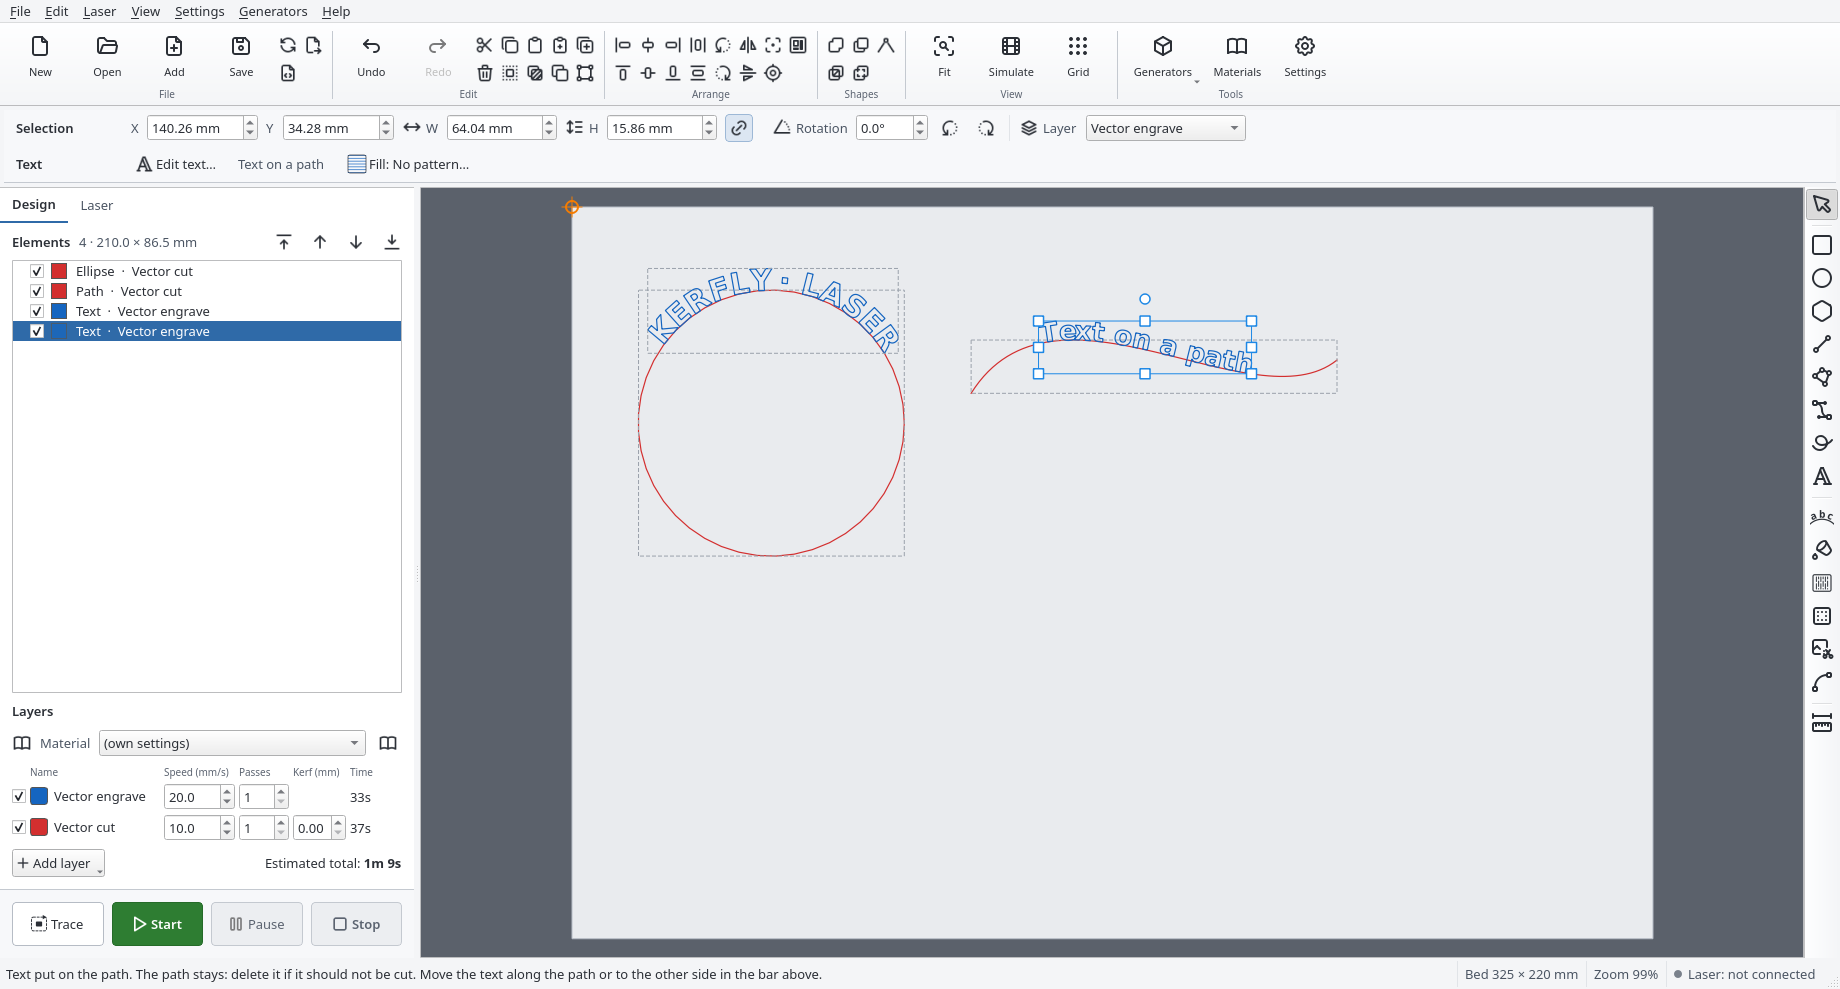 File Edit Laser View Settings Generators Help
New Open Add Save Undo Redo Fit Simulate Grid Generators Materials Settings
File Edit Arrange Shapes View Tools
Selection X 140.26 mm Y 34.28 mm W 64.04 mm H 15.86 mm Rotation 0.0° Layer Vector engrave
Text Edit text... Text on a path Fill: No pattern...
Design Laser
Elements 4 · 210.0 × 86.5 mm
Ellipse · Vector cut
Path · Vector cut
Text · Vector engrave
Text · Vector engrave
KERFLY · LASER
Text on a path
abc
Layers
Material (own settings)
Name Speed (mm/s) Passes Kerf (mm) Time
Vector engrave 20.0 1 33s
Vector cut 10.0 1 0.00 37s
Add layer Estimated total: 1m 9s
Trace Start Pause Stop
Text put on the path. The path stays: delete it if it should not be cut. Move the text along the path or to the other side in the bar above. Bed 325 × 220 mm Zoom 99% Laser: not connected